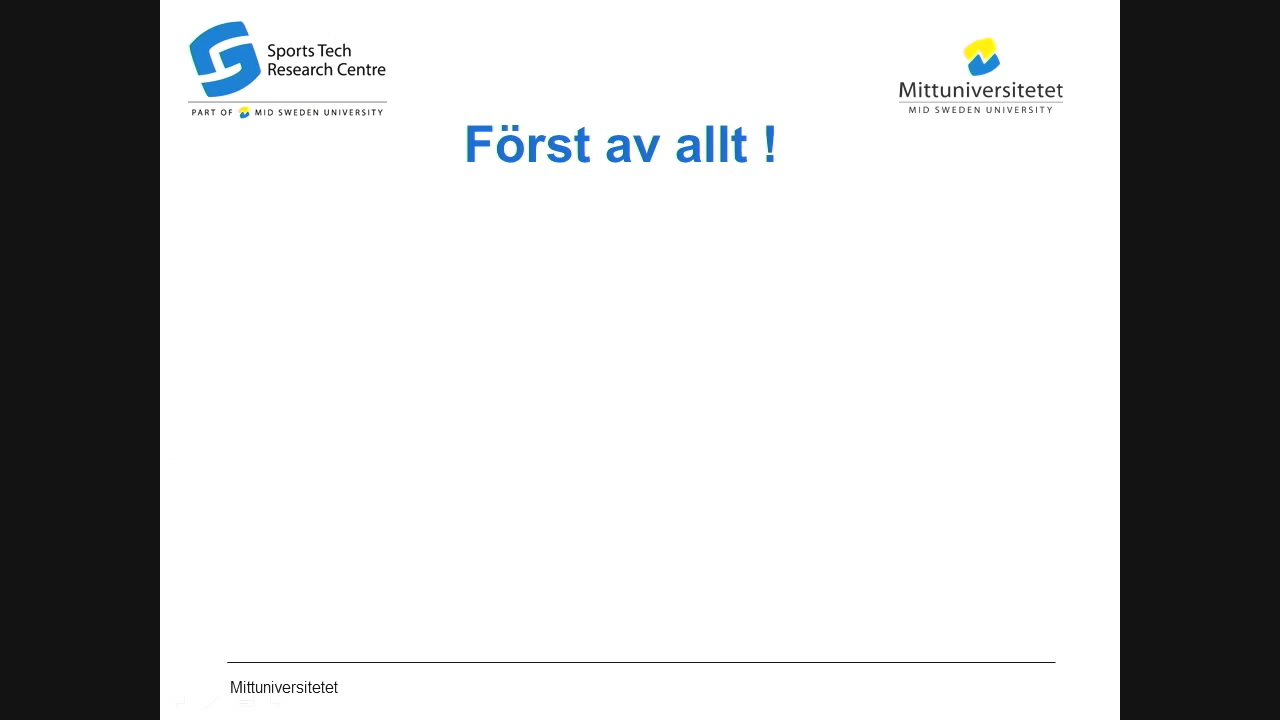 Sports Tech
Research Centre
PART OF MID SWEDEN UNIVERSITY
Mittuniversitetet
MID SWEDEN UNIVERSITY
Först av allt !
Mittuniversitetet